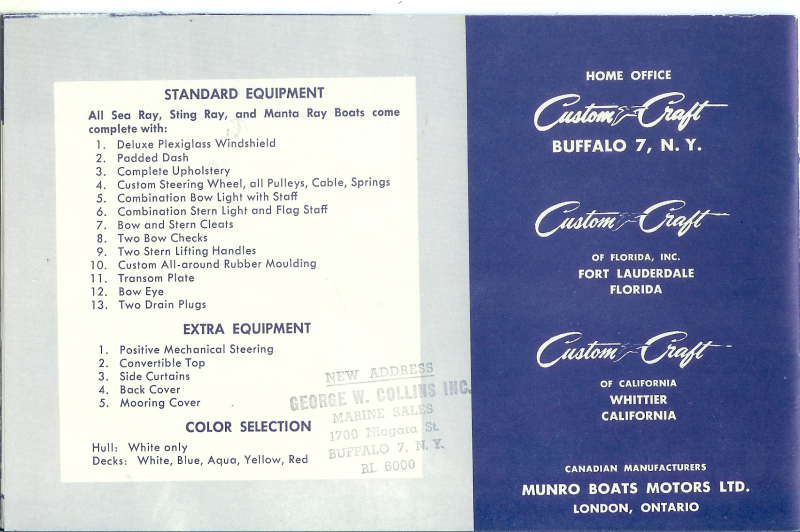 STANDARD EQUIPMENT
All Sea Ray, Sting Ray, and Manta Ray Boats come
complete with:
1. Deluxe Plexiglass Windshield
2. Padded Dash
3. Complete Upholstery
4. Custom Steering Wheel, all Pulleys, Cable, Springs
5. Combination Bow Light with Staff
6. Combination Stern Light and Flag Staff
7. Bow and Stern Cleats
8. Two Bow Checks
9. Two Stern Lifting Handles
10. Custom All-around Rubber Moulding
11. Transom Plate
12. Bow Eye
13. Two Drain Plugs
EXTRA EQUIPMENT
1. Positive Mechanical Steering
2. Convertible Top
3. Side Curtains
4. Back Cover
5. Mooring Cover
COLOR SELECTION
Hull: White only
Decks: White, Blue, Aqua, Yellow, Red
NEW ADDRESS
GEORGE W. COLLINS INC.
MARINE SALES
1700 Niagara St.
BUFFALO 7, N. Y.
RI. 6000
HOME OFFICE
Custom Craft
BUFFALO 7, N. Y.
Custom Craft
OF FLORIDA, INC.
FORT LAUDERDALE
FLORIDA
Custom Craft
OF CALIFORNIA
WHITTIER
CALIFORNIA
CANADIAN MANUFACTURERS
MUNRO BOATS MOTORS LTD.
LONDON, ONTARIO